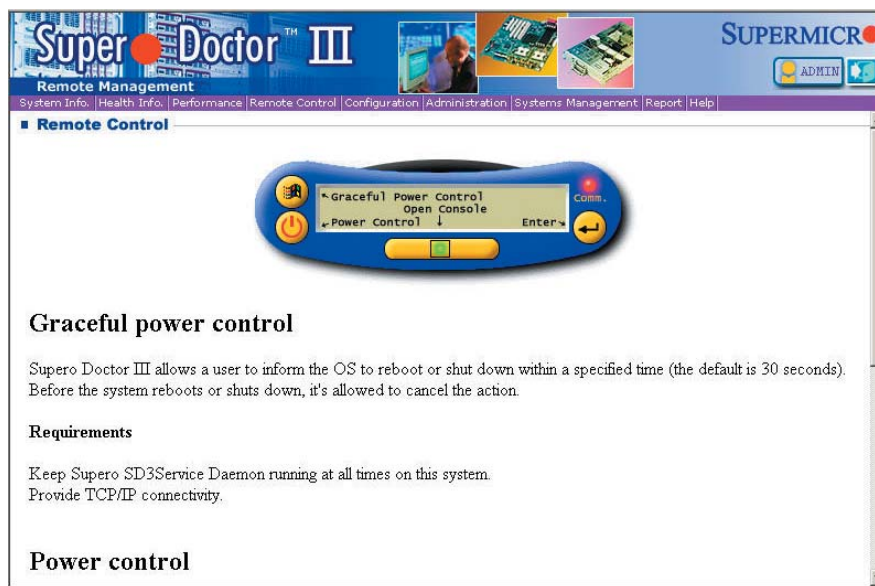 Super Doctor™ III
SUPERMICR
Remote Management
ADMIN
System Info. | Health Info. | Performance | Remote Control | Configuration | Administration | Systems Management | Report | Help
Remote Control
Graceful Power Control
Open Console
Power Control ↓ Enter
Comm.
Graceful power control
Supero Doctor III allows a user to inform the OS to reboot or shut down within a specified time (the default is 30 seconds).
Before the system reboots or shuts down, it's allowed to cancel the action.
Requirements
Keep Supero SD3Service Daemon running at all times on this system.
Provide TCP/IP connectivity.
Power control